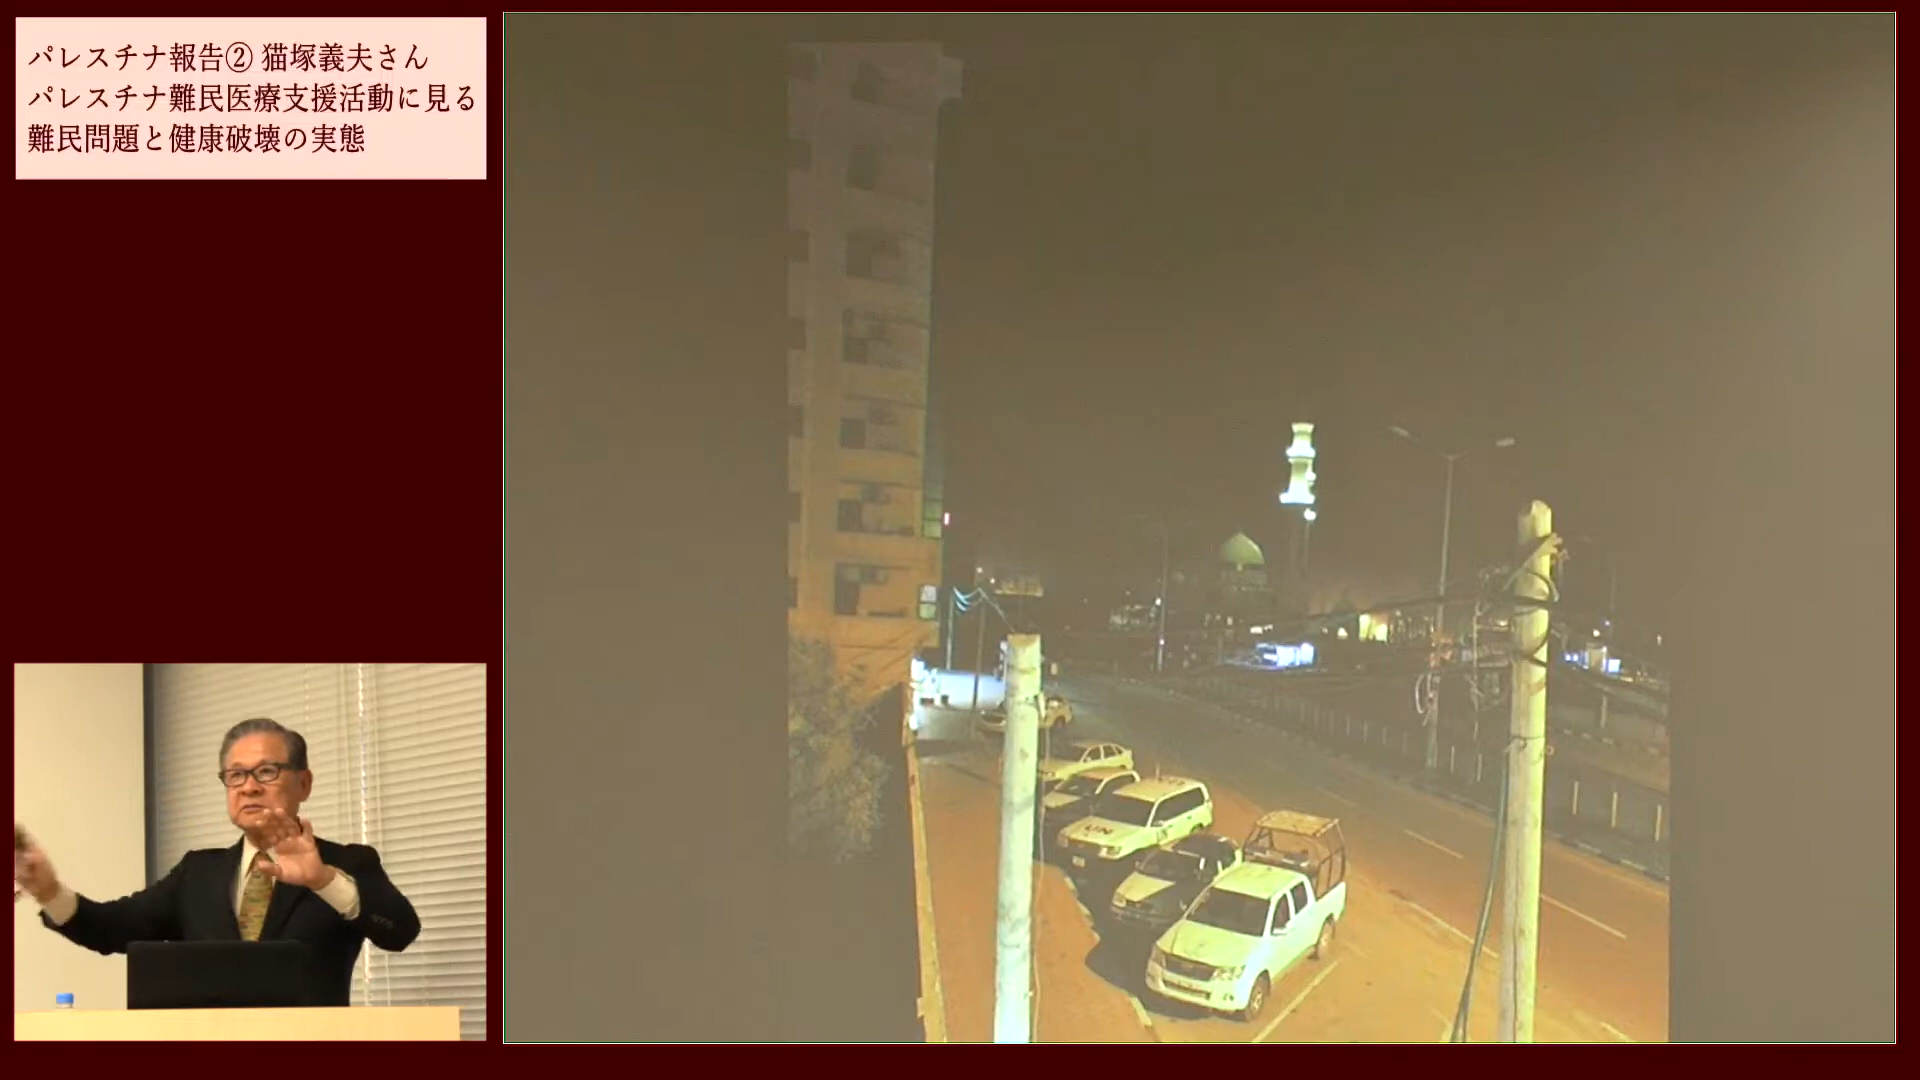 パレスチナ報告② 猫塚義夫さん
パレスチナ難民医療支援活動に見る
難民問題と健康破壊の実態
UN